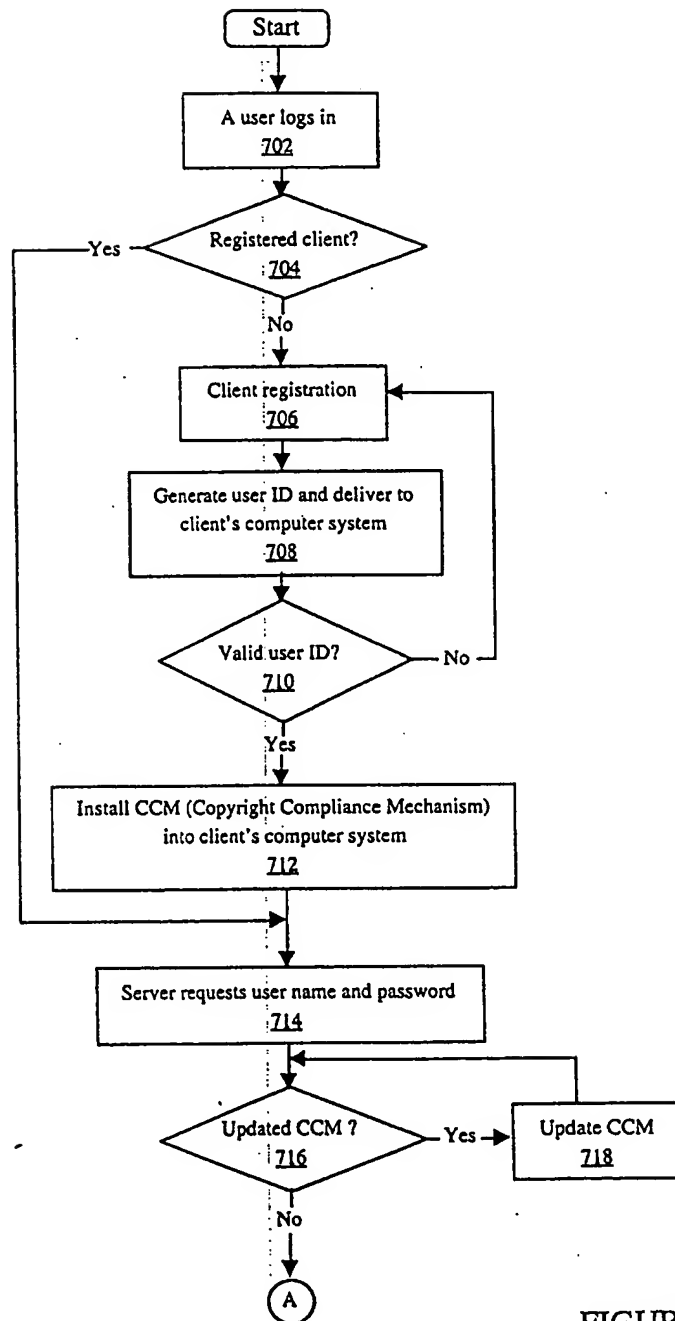 Start
A user logs in
702
Registered client?
704
Yes
No
Client registration
706
Generate user ID and deliver to
client's computer system
708
Valid user ID?
710
No
Yes
Install CCM (Copyright Compliance Mechanism)
into client's computer system
712
Server requests user name and password
714
Updated CCM ?
716
Yes
Update CCM
718
No
A